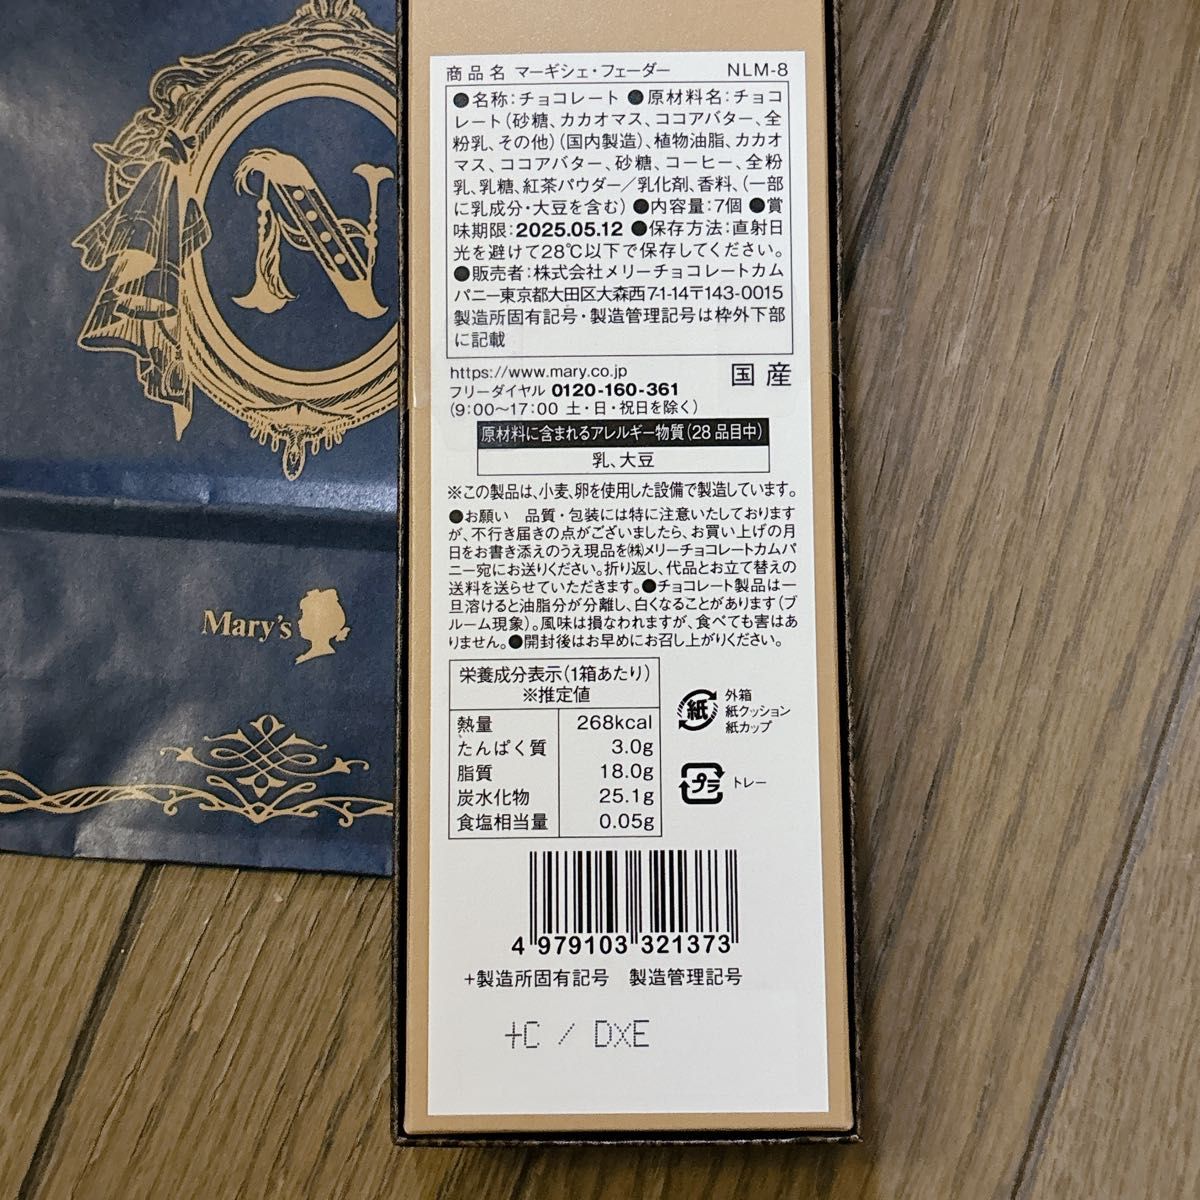 N
Mary's
商品名 マーギシェ・フェーダー NLM-8
●名称:チョコレート ●原材料名:チョコ
レート(砂糖、カカオマス、ココアバター、全
粉乳、その他)(国内製造)、植物油脂、カカオ
マス、ココアバター、砂糖、コーヒー、全粉
乳、乳糖、紅茶パウダー/乳化剤、香料、(一部
に乳成分・大豆を含む) ●内容量:7個 ●賞
味期限:2025.05.12 ●保存方法:直射日
光を避けて28℃以下で保存してください。
●販売者:株式会社メリーチョコレートカム
パニー東京都大田区大森西7-1-14〒143-0015
製造所固有記号・製造管理記号は枠外下部
に記載
https://www.mary.co.jp 国産
フリーダイヤル 0120-160-361
(9:00〜17:00 土・日・祝日を除く)
原材料に含まれるアレルギー物質(28品目中)
乳、大豆
※この製品は、小麦、卵を使用した設備で製造しています。
●お願い 品質・包装には特に注意いたしております
が、不行き届きの点がございましたら、お買い上げの月
日をお書き添えのうえ現品を㈱メリーチョコレートカムパ
ニー宛にお送りください。折り返し、代品とお立て替えの
送料を送らせていただきます。●チョコレート製品は一
旦溶けると油脂分が分離し、白くなることがあります(ブ
ルーム現象)。風味は損なわれますが、食べても害はあ
りません。●開封後はお早めにお召し上がりください。
栄養成分表示(1箱あたり)
※推定値
熱量 268kcal
たんぱく質 3.0g
脂質 18.0g
炭水化物 25.1g
食塩相当量 0.05g
紙 外箱
紙クッション
紙カップ
プラ トレー
4 979103 321373
+製造所固有記号 製造管理記号
+C / DXE